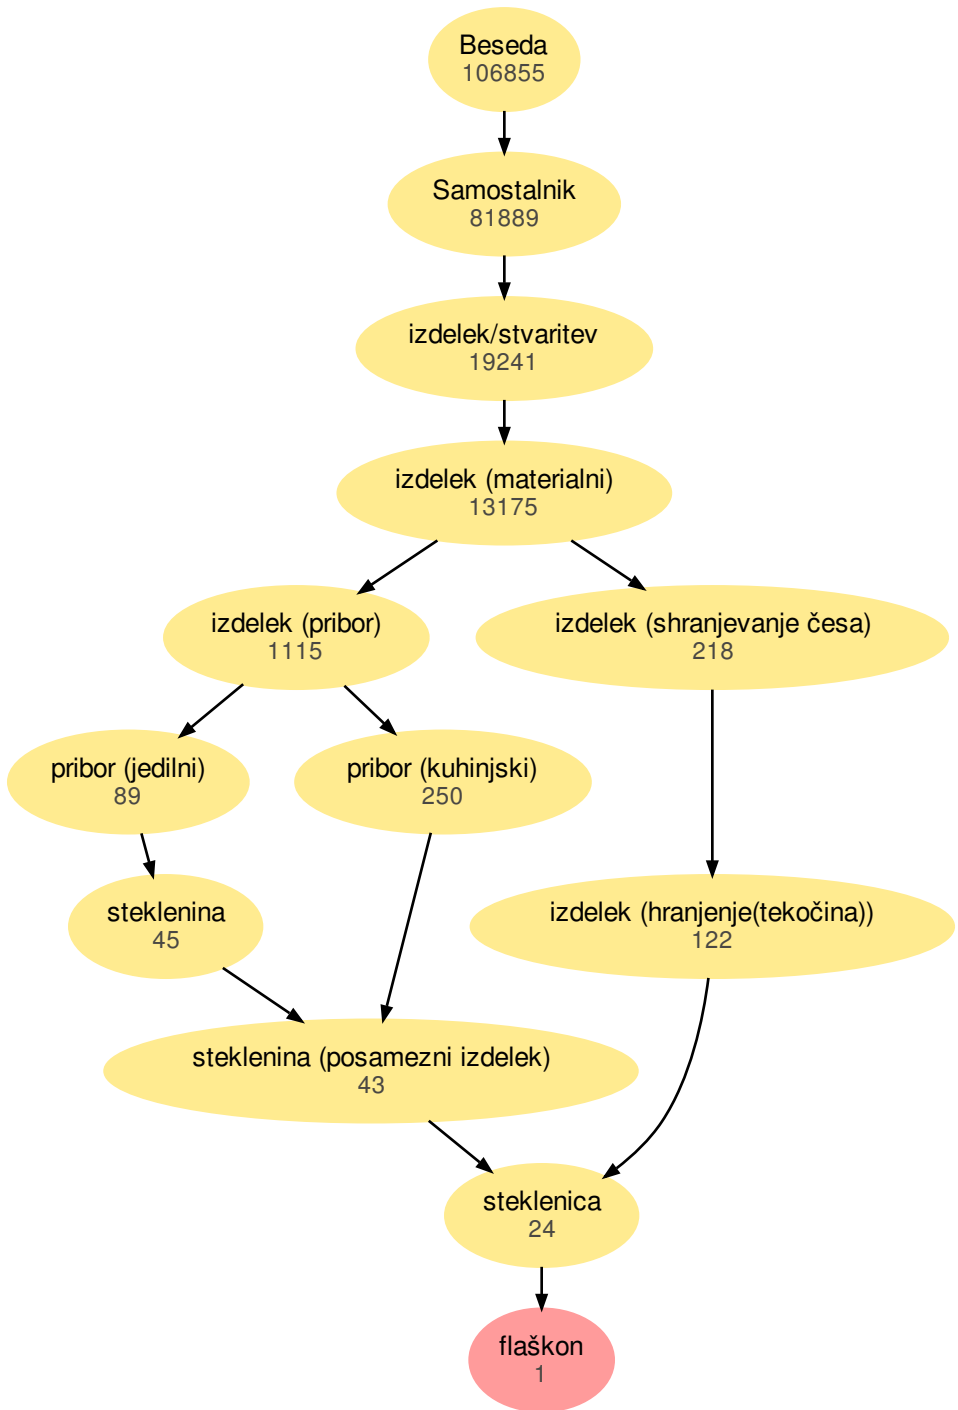 Beseda
106855
Samostalnik
81889
izdelek/stvaritev
19241
izdelek (materialni)
13175
izdelek (pribor)
1115
izdelek (shranjevanje česa)
218
pribor (jedilni)
89
pribor (kuhinjski)
250
steklenina
45
izdelek (hranjenje(tekočina))
122
steklenina (posamezni izdelek)
43
steklenica
24
flaškon
1